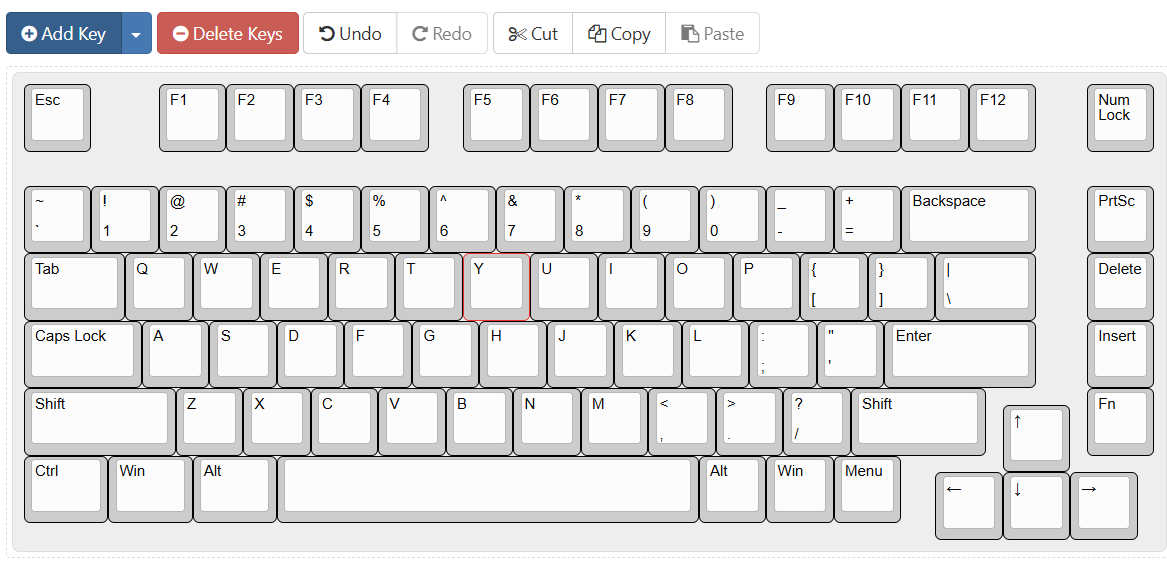 Add Key Delete Keys Undo Redo Cut Copy Paste
Esc F1 F2 F3 F4 F5 F6 F7 F8 F9 F10 F11 F12 Num
Lock
~ ! @ # $ % ^ & * ( ) _ + Backspace PrtSc
` 1 2 3 4 5 6 7 8 9 0 - =
Tab Q W E R T Y U I O P { } | Delete
[ ] \
Caps Lock A S D F G H J K L : " Enter Insert
; '
Shift Z X C V B N M < > ? Shift Fn
↑
, . /
Ctrl Win Alt Alt Win Menu
← ↓ →